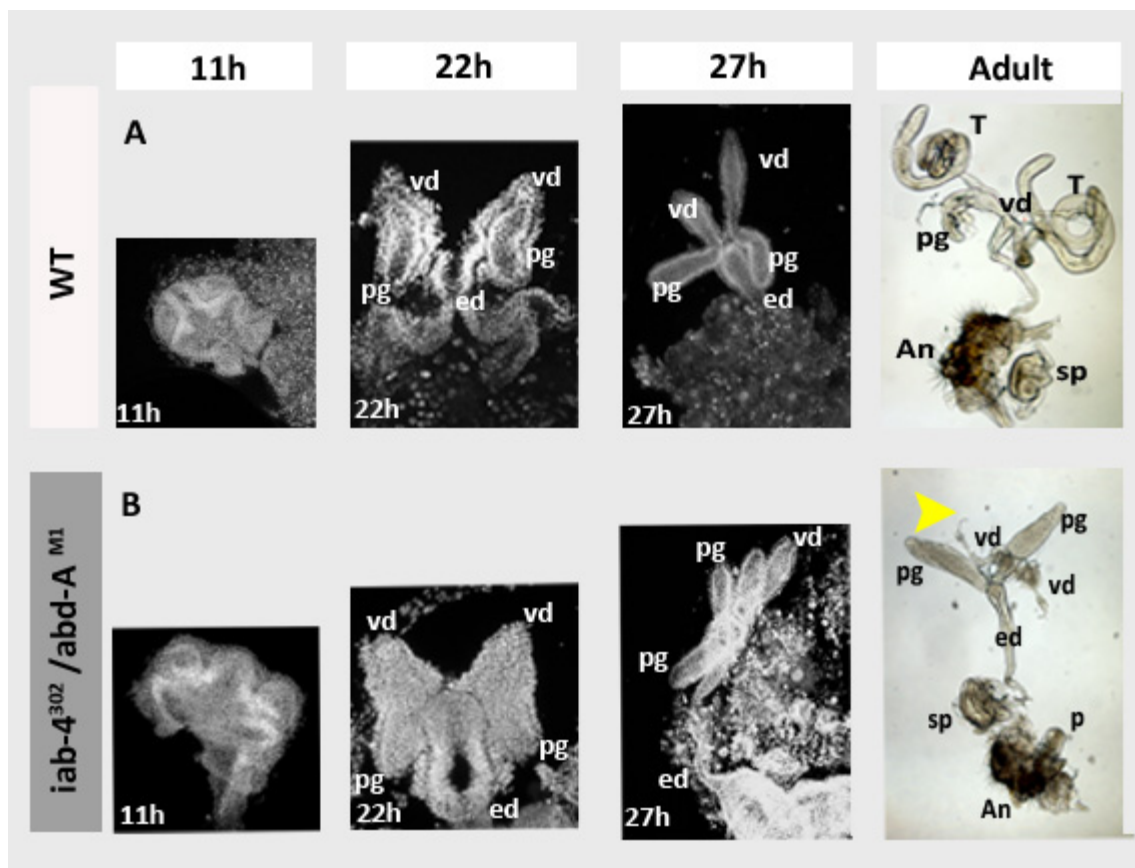 11h
22h
27h
Adult
WT
A
11h
vd
vd
pg
pg
ed
22h
vd
vd
pg
pg
ed
27h
T
T
vd
pg
An
sp
iab-4³⁰² /abd-A ᴹ¹
B
11h
vd
vd
pg
pg
ed
22h
pg
vd
pg
ed
27h
pg
vd
pg
vd
ed
sp
p
An